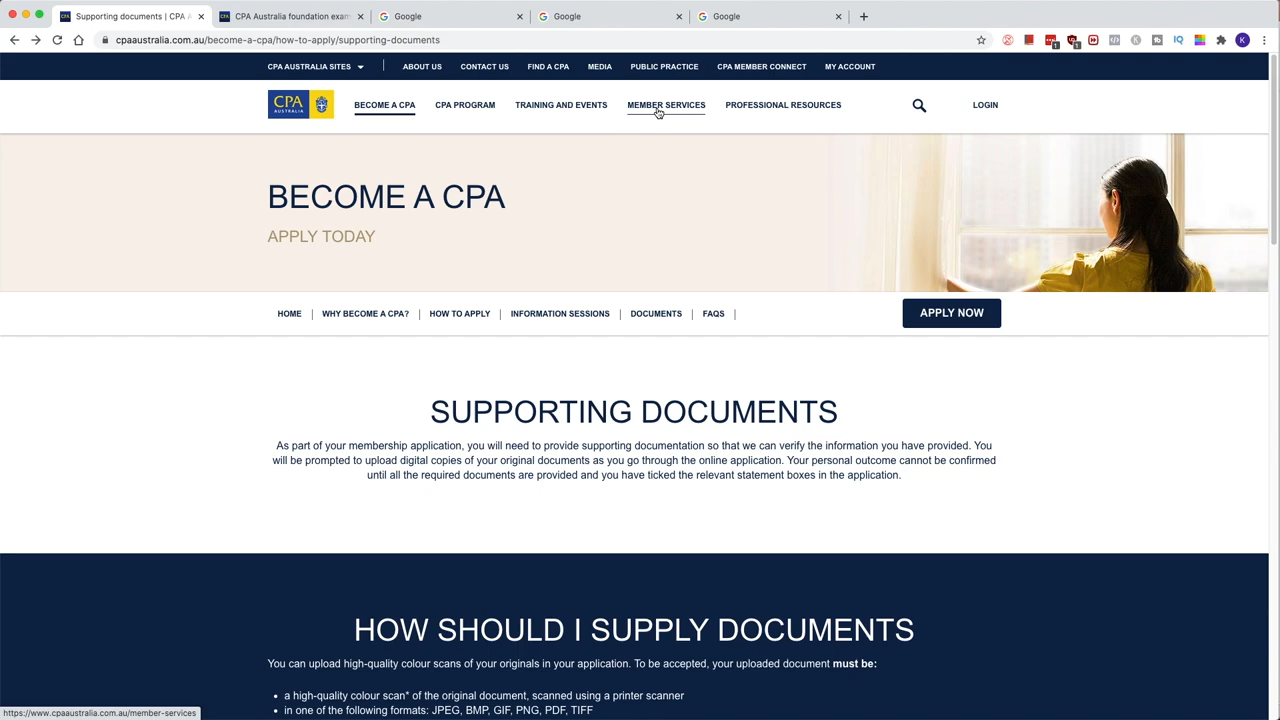 Supporting documents | CPA A
CPA Australia foundation exam
Google
Google
Google
cpaaustralia.com.au/become-a-cpa/how-to-apply/supporting-documents
CPA AUSTRALIA SITES
ABOUT US
CONTACT US
FIND A CPA
MEDIA
PUBLIC PRACTICE
CPA MEMBER CONNECT
MY ACCOUNT
CPA
AUSTRALIA
BECOME A CPA
CPA PROGRAM
TRAINING AND EVENTS
MEMBER SERVICES
PROFESSIONAL RESOURCES
LOGIN
BECOME A CPA
APPLY TODAY
HOME
WHY BECOME A CPA?
HOW TO APPLY
INFORMATION SESSIONS
DOCUMENTS
FAQS
APPLY NOW
SUPPORTING DOCUMENTS
As part of your membership application, you will need to provide supporting documentation so that we can verify the information you have provided. You
will be prompted to upload digital copies of your original documents as you go through the online application. Your personal outcome cannot be confirmed
until all the required documents are provided and you have ticked the relevant statement boxes in the application.
HOW SHOULD I SUPPLY DOCUMENTS
You can upload high-quality colour scans of your originals in your application. To be accepted, your uploaded document must be:
• a high-quality colour scan* of the original document, scanned using a printer scanner
• in one of the following formats: JPEG, BMP, GIF, PNG, PDF, TIFF
https://www.cpaaustralia.com.au/member-services